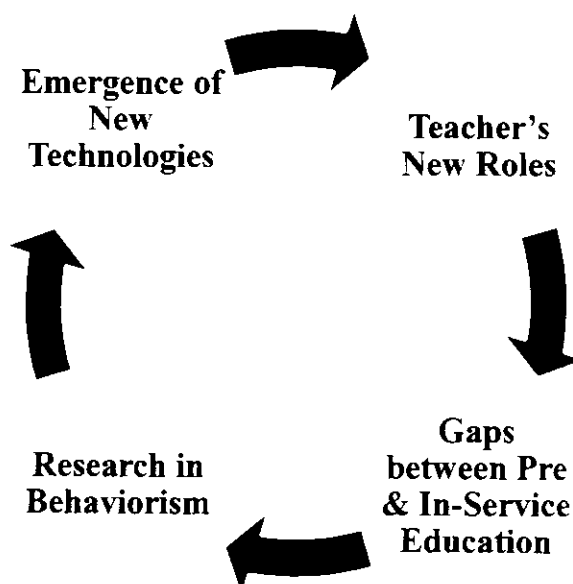 Emergence of
New
Technologies
Teacher's
New Roles
Gaps
between Pre
& In-Service
Education
Research in
Behaviorism